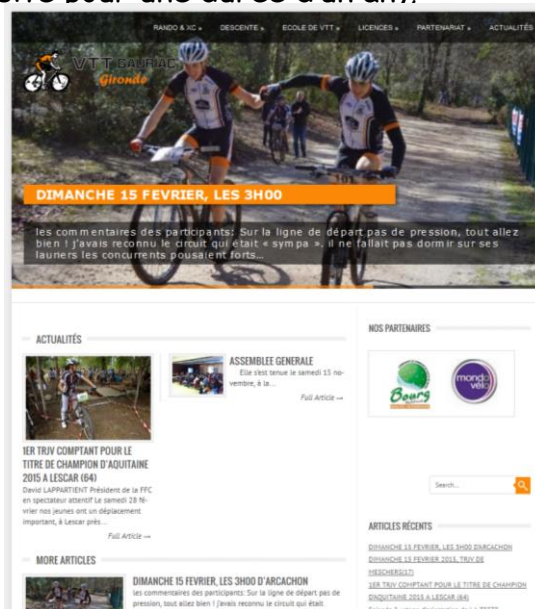 offre pour une durée d'un an).
RANDO & XC » DESCENTE » ECOLE DE VTT » LICENCES » PARTENARIAT » ACTUALITÉS
VTT GAURIAC
Gironde
DIMANCHE 15 FEVRIER, LES 3H00
les commentaires des participants: Sur la ligne de départ pas de pression, tout allez
bien ! j'avais reconnu le circuit qui était « sympa ». il ne fallait pas dormir sur ses
lauriers les concurrents pousaient forts…
ACTUALITÉS
1ER TRJV COMPTANT POUR LE
TITRE DE CHAMPION D'AQUITAINE
2015 A LESCAR (64)
David LAPPARTIENT Président de la FFC
en spectateur attentif Le samedi 28 fé-
vrier nos jeunes ont un déplacement
important, à Lescar près…
Full Article →
ASSEMBLEE GENERALE
Elle s'est tenue le samedi 15 no-
vembre, à la…
Full Article →
MORE ARTICLES
DIMANCHE 15 FEVRIER, LES 3H00 D'ARCACHON
les commentaires des participants: Sur la ligne de départ pas de
pression, tout allez bien ! j'avais reconnu le circuit qui était
NOS PARTENAIRES
Bourg
mondovélo
Search...
ARTICLES RÉCENTS
DIMANCHE 15 FEVRIER, LES 3H00 D'ARCACHON
DIMANCHE 15 FEVRIER 2015, TRJV DE
MESCHERS(17)
1ER TRJV COMPTANT POUR LE TITRE DE CHAMPION
D'AQUITAINE 2015 A LESCAR (64)